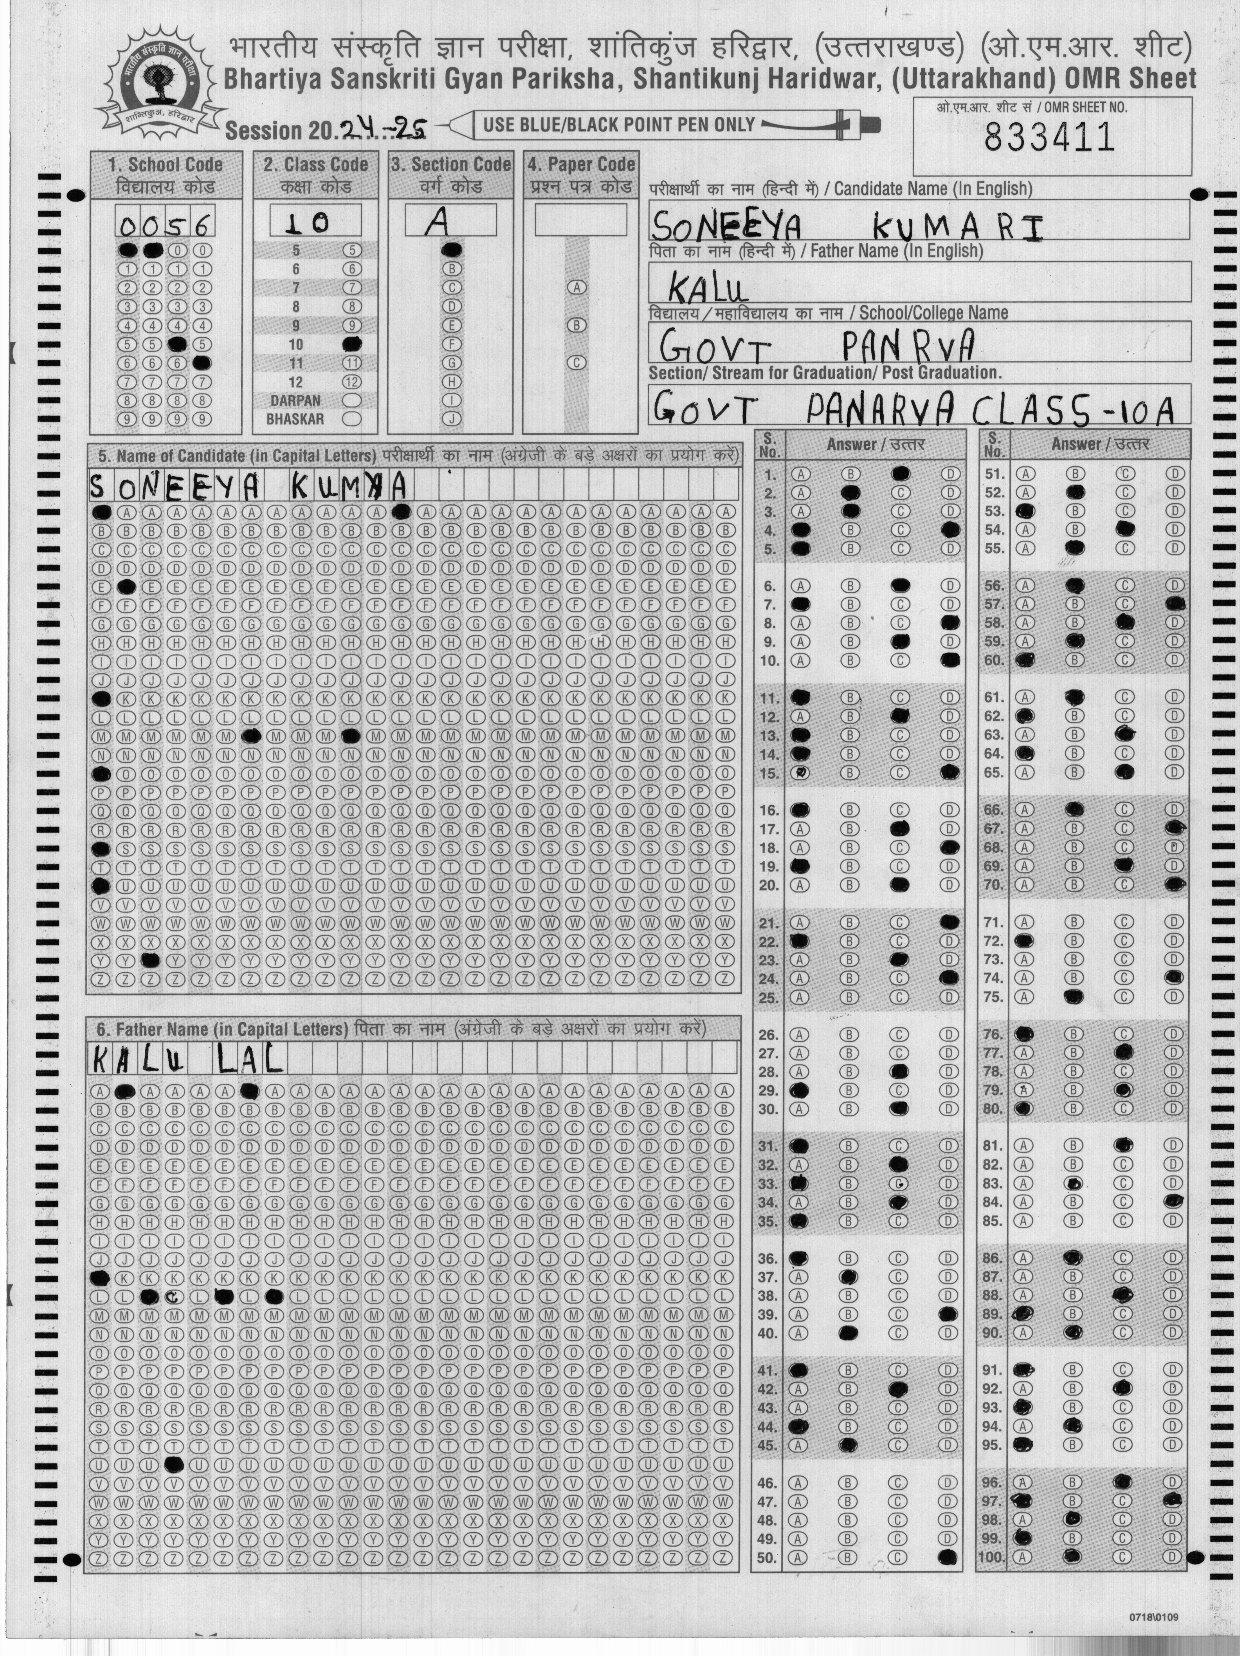 भारतीय संस्कृति ज्ञान परीक्षा, शांतिकुंज हरिद्वार, (उत्तराखण्ड) (ओ.एम.आर. शीट)
Bhartiya Sanskriti Gyan Pariksha, Shantikunj Haridwar, (Uttarakhand) OMR Sheet
Session 20.24-25
USE BLUE/BLACK POINT PEN ONLY
ओ.एम.आर. शीट सं / OMR SHEET NO.
833411
1. School Code
विद्यालय कोड
0056
2. Class Code
कक्षा कोड
10
5
6
7
8
9
10
11
12
DARPAN
BHASKAR
3. Section Code
वर्ग कोड
A
4. Paper Code
प्रश्न पत्र कोड
A
B
C
परीक्षार्थी का नाम (हिन्दी में) / Candidate Name (In English)
SONEEYA KUMARI
पिता का नाम (हिन्दी में) / Father Name (In English)
KALU
विद्यालय / महाविद्यालय का नाम / School/College Name
GOVT PANRVA
Section/ Stream for Graduation/ Post Graduation.
GOVT PANARVA CLASS-10A
5. Name of Candidate (in Capital Letters) परीक्षार्थी का नाम (अंग्रेजी के बड़े अक्षरों का प्रयोग करें)
SONEEYA
6. Father Name (in Capital Letters) पिता का नाम (अंग्रेजी के बड़े अक्षरों का प्रयोग करें)
KALU LAL
S. No. Answer / उत्तर
S. No. Answer / उत्तर
0718\0109